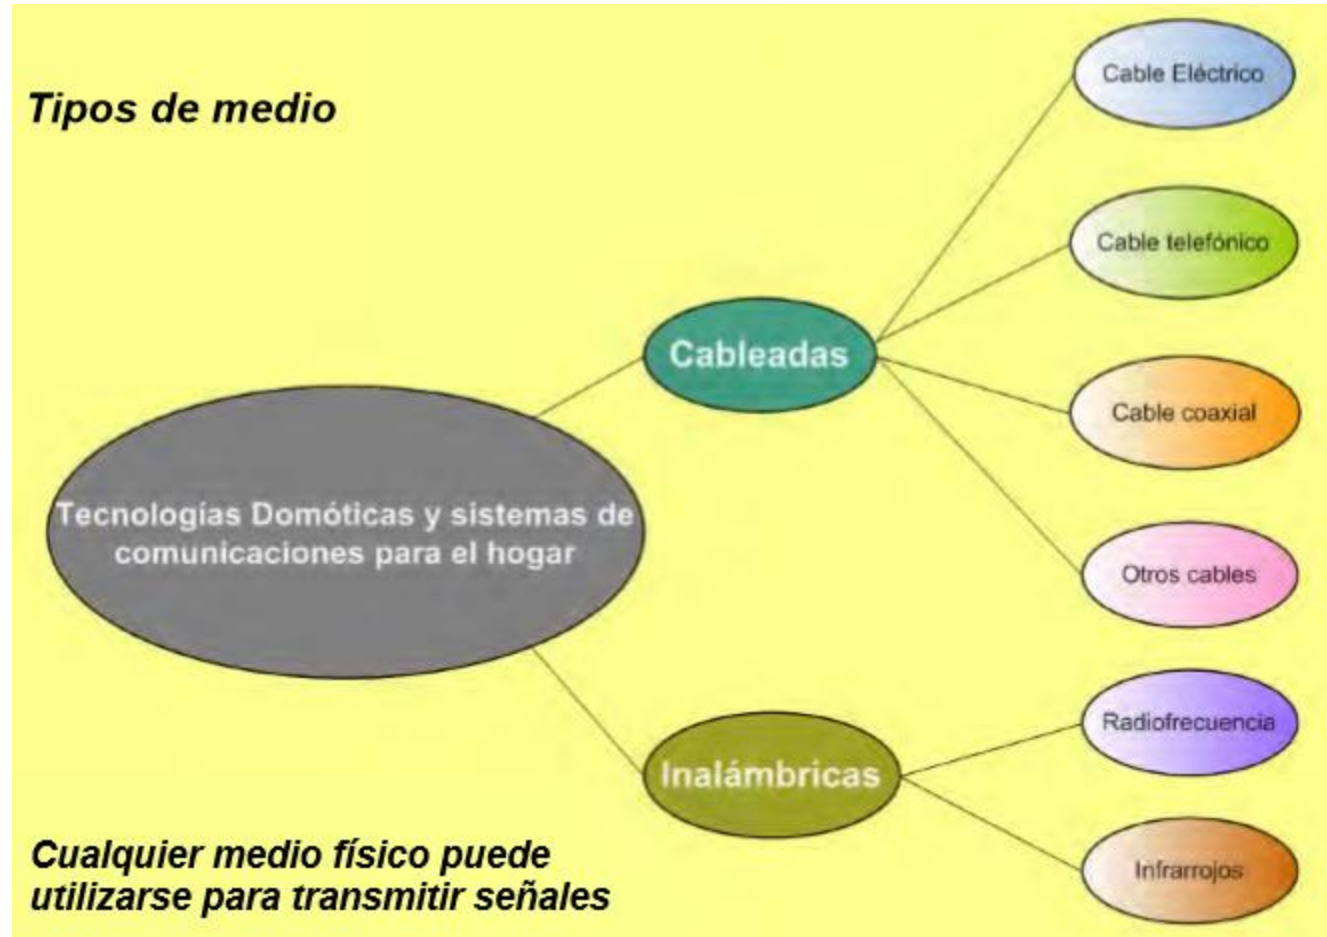 Tipos de medio
Cable Eléctrico
Cable telefónico
Cableadas
Cable coaxial
Tecnologías Domóticas y sistemas de
comunicaciones para el hogar
Otros cables
Radiofrecuencia
Inalámbricas
Infrarrojos
Cualquier medio físico puede
utilizarse para transmitir señales